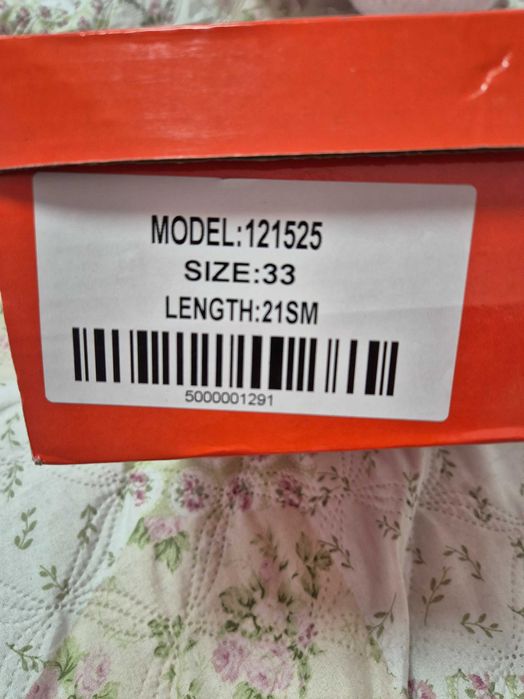 MODEL:121525
SIZE:33
LENGTH:21SM
5000001291